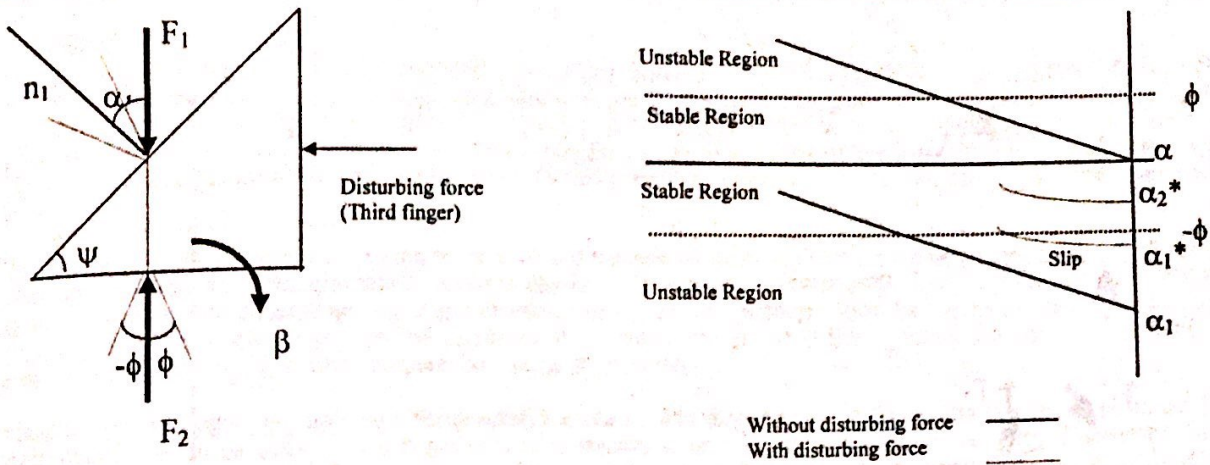 F1
n1
α
Disturbing force
(Third finger)
ψ
β
-ϕ ϕ
F2
Unstable Region
ϕ
Stable Region
α
Stable Region
α2*
-ϕ
Slip
α1*
Unstable Region
α1
Without disturbing force
With disturbing force